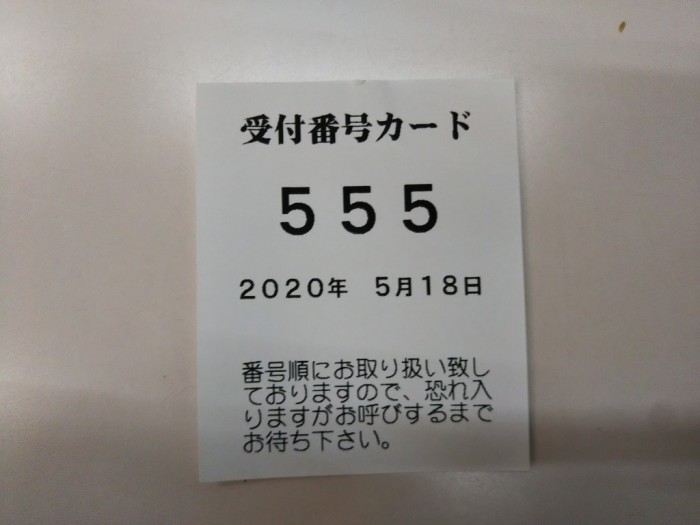 受付番号カード
５５５
２０２０年　５月１８日
番号順にお取り扱い致し
ておりますので、恐れ入
りますがお呼びするまで
お待ち下さい。